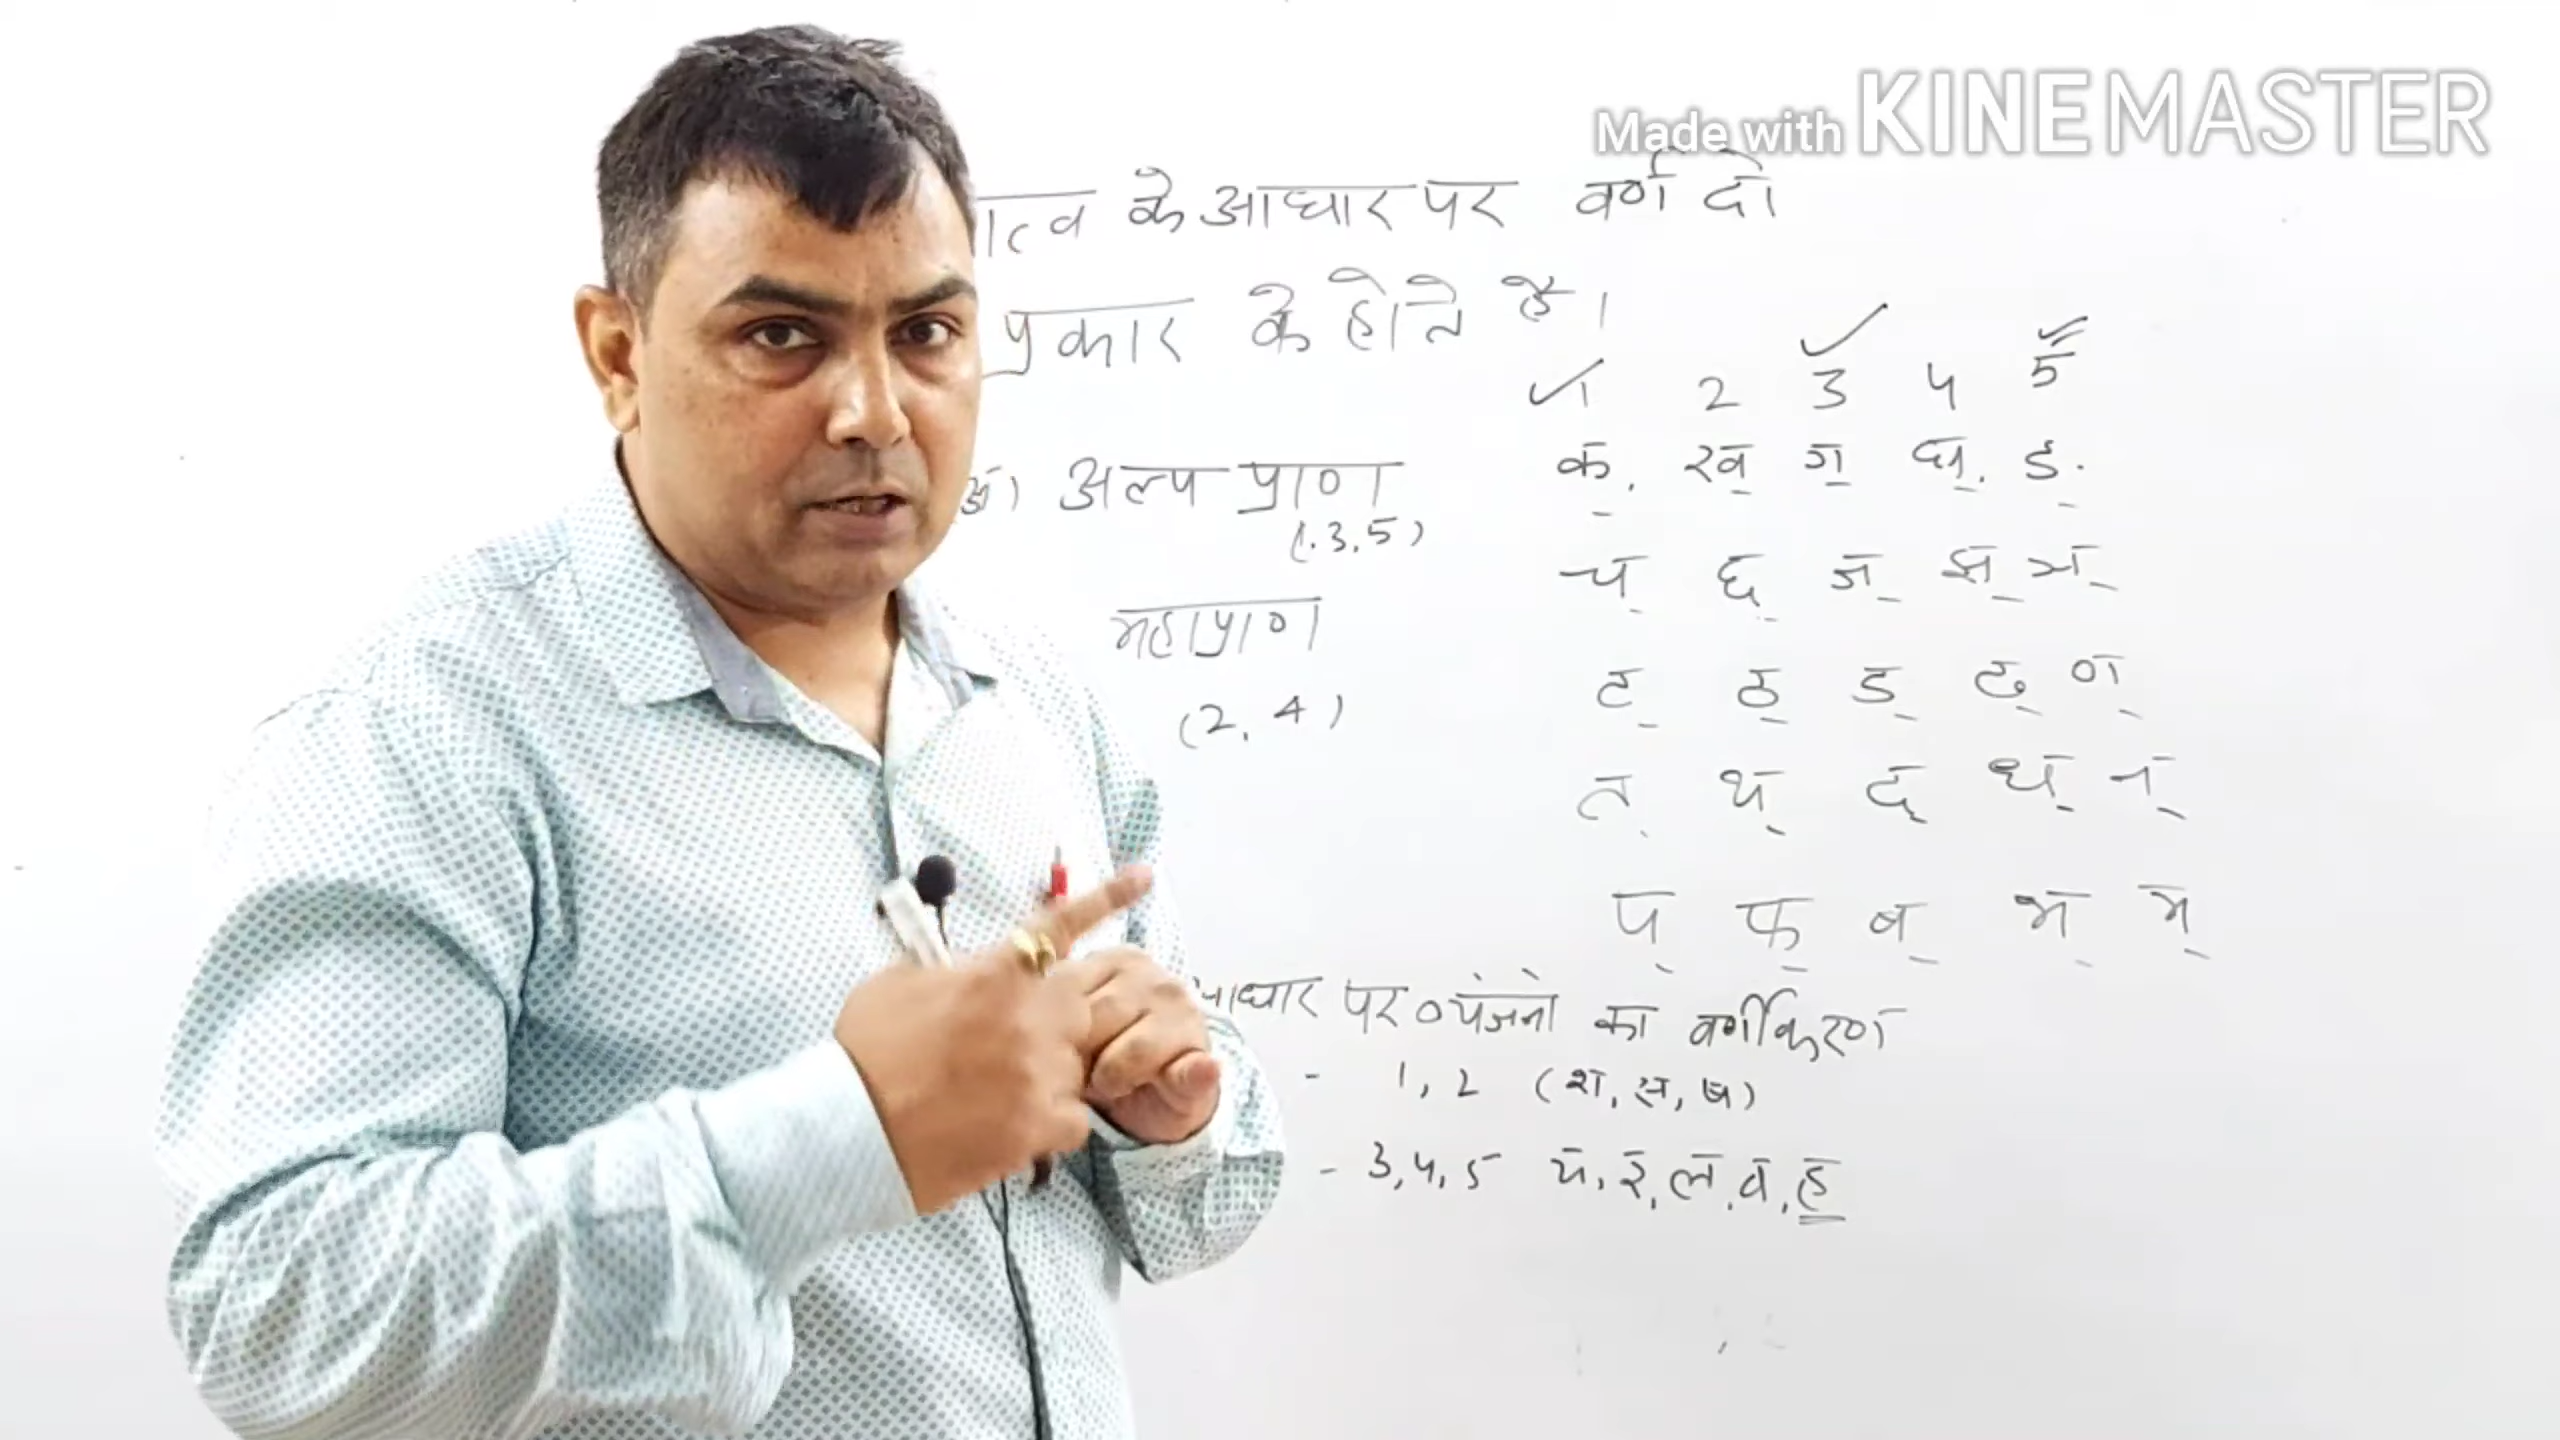 Made with KINEMASTER
ात्व के आधार पर वर्ण दो
प्रकार के होते है।
1 2 3 4 5
क्, ख् ग् घ्, ङ्.
अल्प प्राण
(1.3.5)
च् छ् ज् झ् ञ्
महाप्राण
(2, 4)
ट् ठ् ड् ढ् ण्
त् थ् द् ध् न्
प् फ् ब् भ् म्
आधार पर व्यंजनो का वर्गीकरण
- 1, 2 (श, स, ष)
- 3,4,5 य, र, ल, व, ह